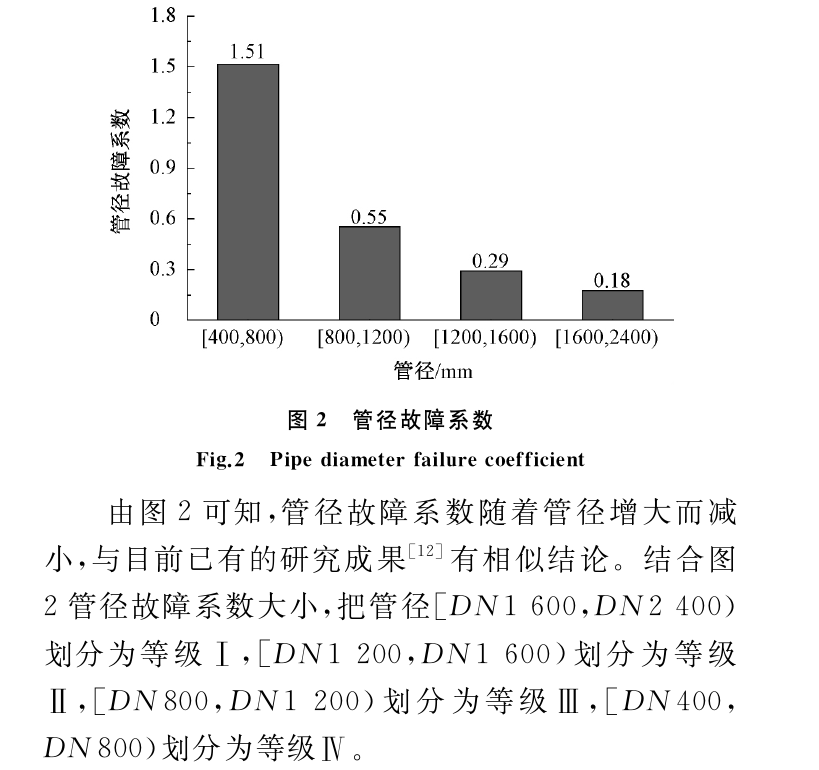 1.8
1.5
1.2
0.9
0.6
0.3
0
管径故障系数
1.51
0.55
0.29
0.18
[400,800) [800,1200) [1200,1600) [1600,2400)
管径/mm
图 2 管径故障系数
Fig.2 Pipe diameter failure coefficient
由图 2 可知,管径故障系数随着管径增大而减
小,与目前已有的研究成果[12]有相似结论。结合图
2 管径故障系数大小,把管径[DN1 600,DN2 400)
划分为等级Ⅰ,[DN1 200,DN1 600)划分为等级
Ⅱ,[DN800,DN1 200)划分为等级Ⅲ,[DN400,
DN800)划分为等级Ⅳ。